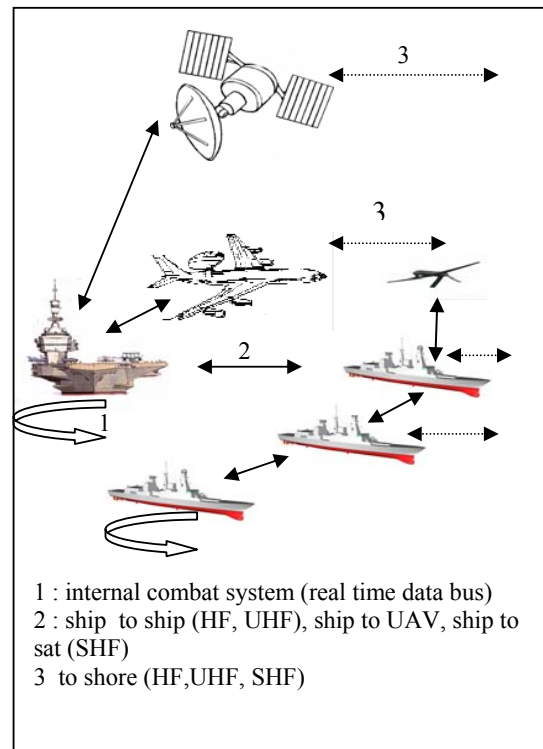 3
3
2
1
1 : internal combat system (real time data bus)
2 : ship to ship (HF, UHF), ship to UAV, ship to
sat (SHF)
3 to shore (HF,UHF, SHF)